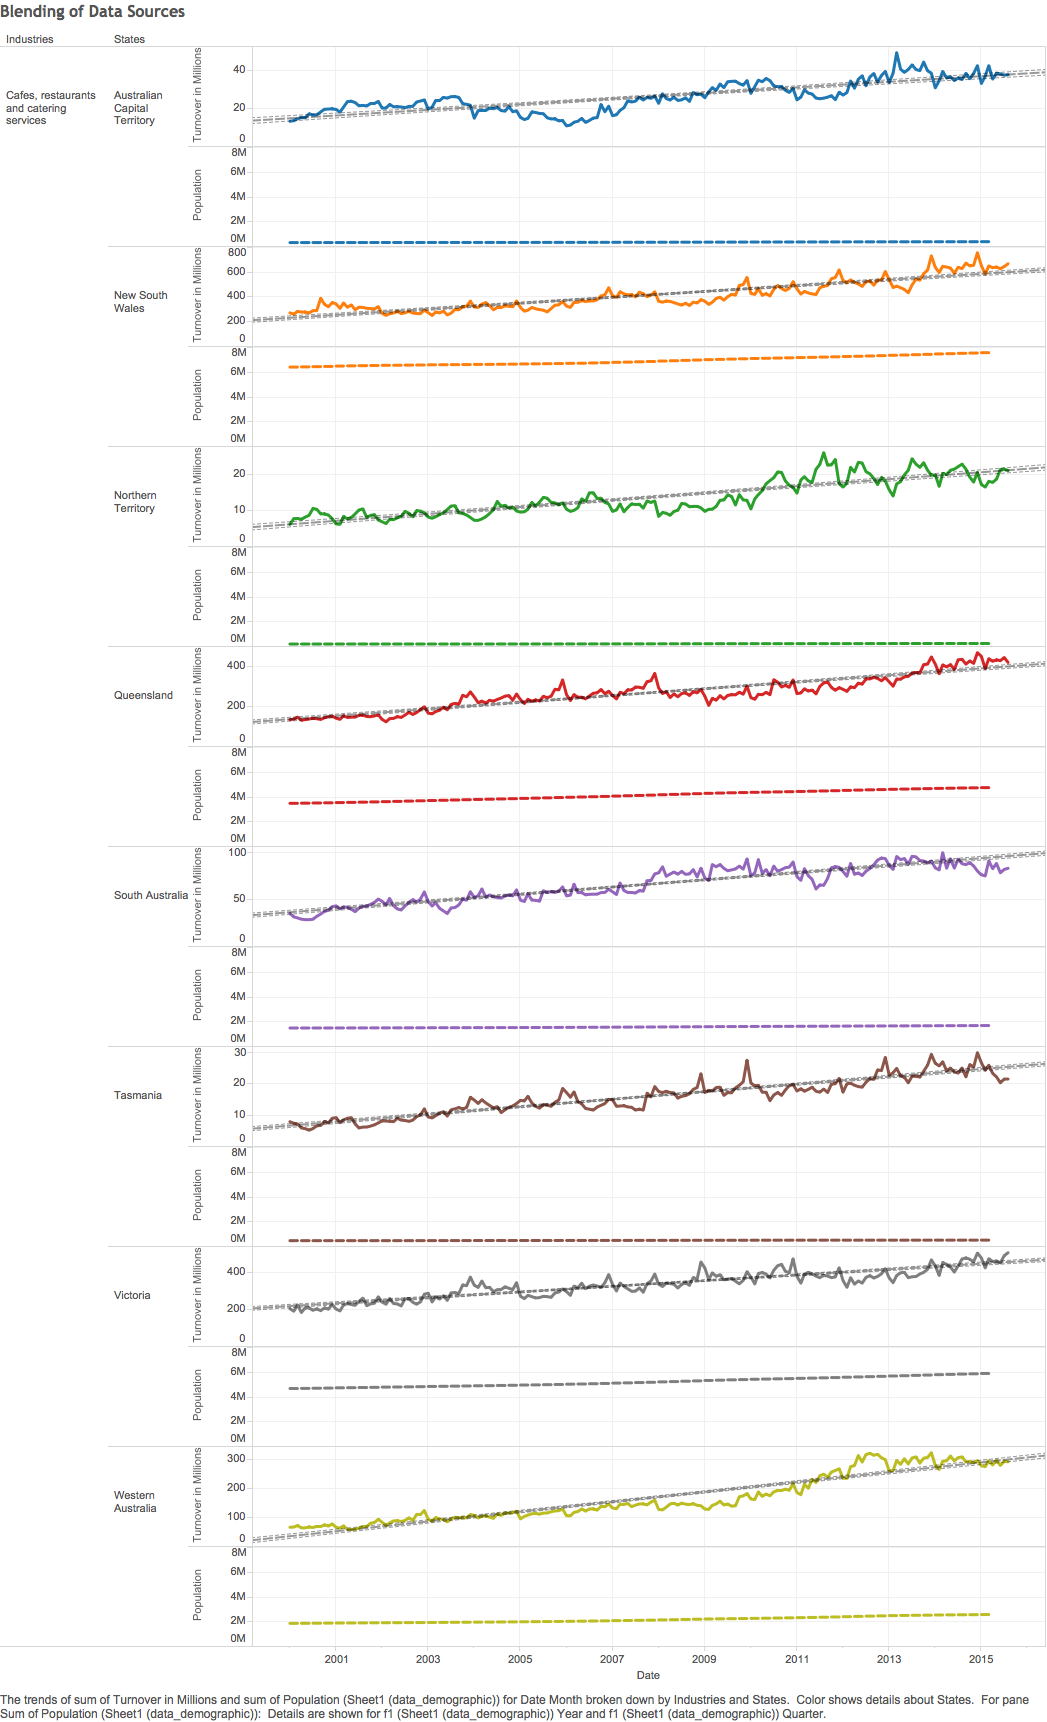 Blending of Data Sources
Industries States
Cafes, restaurants
and catering
services
Australian
Capital
Territory
Turnover in Millions
40
20
0
Population
8M
6M
4M
2M
0M
New South
Wales
Turnover in Millions
800
600
400
200
0
Population
8M
6M
4M
2M
0M
Northern
Territory
Turnover in Millions
20
10
0
Population
8M
6M
4M
2M
0M
Queensland
Turnover in Millions
400
200
0
Population
8M
6M
4M
2M
0M
South Australia
Turnover in Millions
100
50
0
Population
8M
6M
4M
2M
0M
Tasmania
Turnover in Millions
30
20
10
0
Population
8M
6M
4M
2M
0M
Victoria
Turnover in Millions
400
200
0
Population
8M
6M
4M
2M
0M
Western
Australia
Turnover in Millions
300
200
100
0
Population
8M
6M
4M
2M
0M
2001 2003 2005 2007 2009 2011 2013 2015
Date
The trends of sum of Turnover in Millions and sum of Population (Sheet1 (data_demographic)) for Date Month broken down by Industries and States. Color shows details about States. For pane
Sum of Population (Sheet1 (data_demographic)): Details are shown for f1 (Sheet1 (data_demographic)) Year and f1 (Sheet1 (data_demographic)) Quarter.